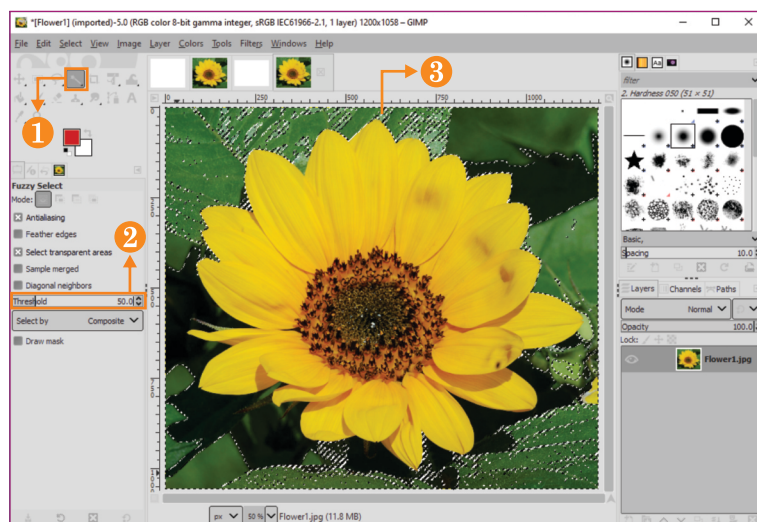 *[Flower1] (imported)-5.0 (RGB color 8-bit gamma integer, sRGB IEC61966-2.1, 1 layer) 1200x1058 – GIMP
File Edit Select View Image Layer Colors Tools Filters Windows Help
3
1
0 250 500 750 1000
filter
2. Hardness 050 (51 × 51)
Fuzzy Select
Mode:
Antialiasing
Feather edges
2
Select transparent areas
Sample merged
Diagonal neighbors
Threshold 50.0
Select by Composite
Draw mask
Basic,
Spacing 10.0
Layers Channels Paths
Mode Normal
Opacity 100.0
Lock:
Flower1.jpg
px 50 % Flower1.jpg (11.8 MB)